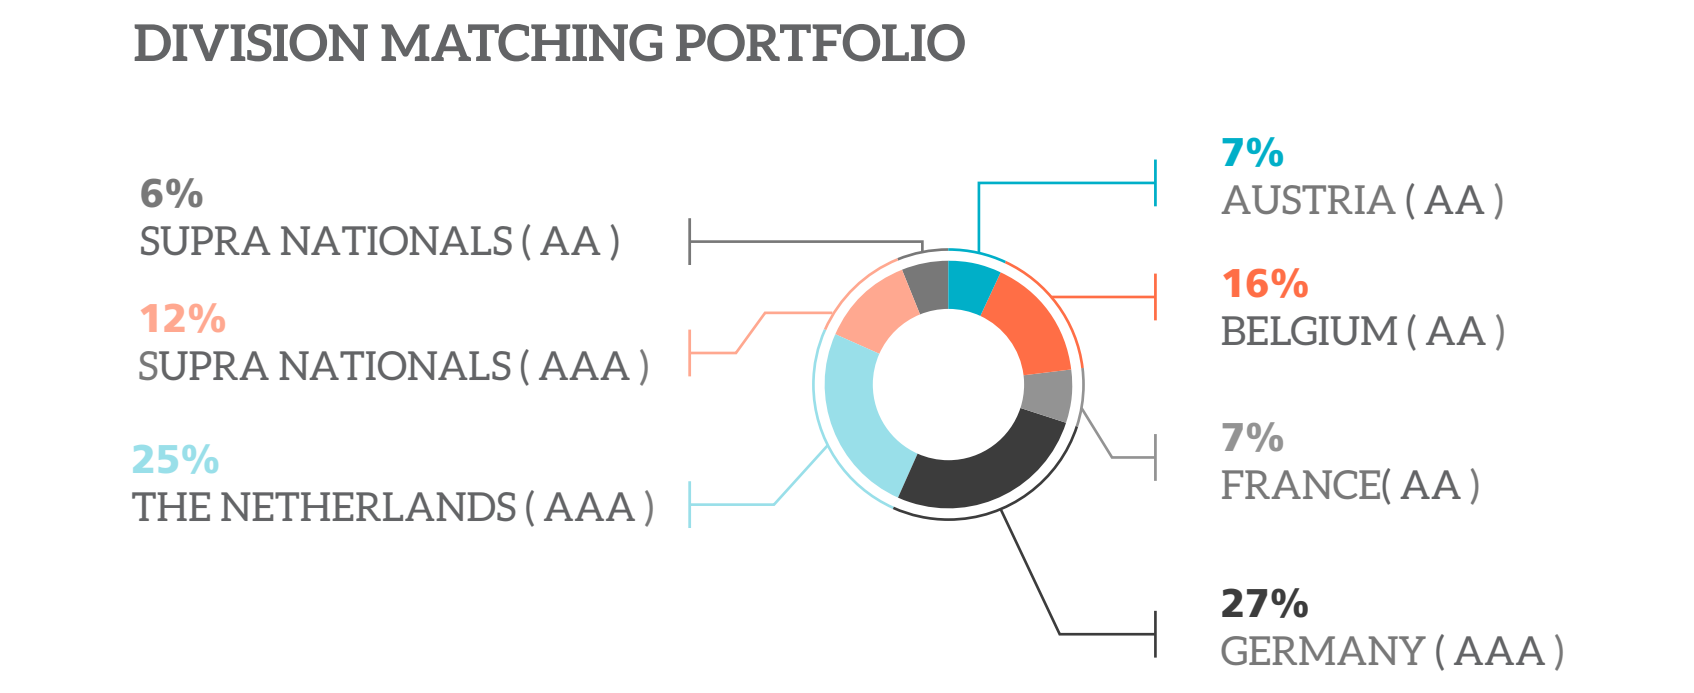 DIVISION MATCHING PORTFOLIO
6%
SUPRA NATIONALS ( AA )
12%
SUPRA NATIONALS ( AAA )
25%
THE NETHERLANDS ( AAA )
7%
AUSTRIA ( AA )
16%
BELGIUM ( AA )
7%
FRANCE( AA )
27%
GERMANY ( AAA )